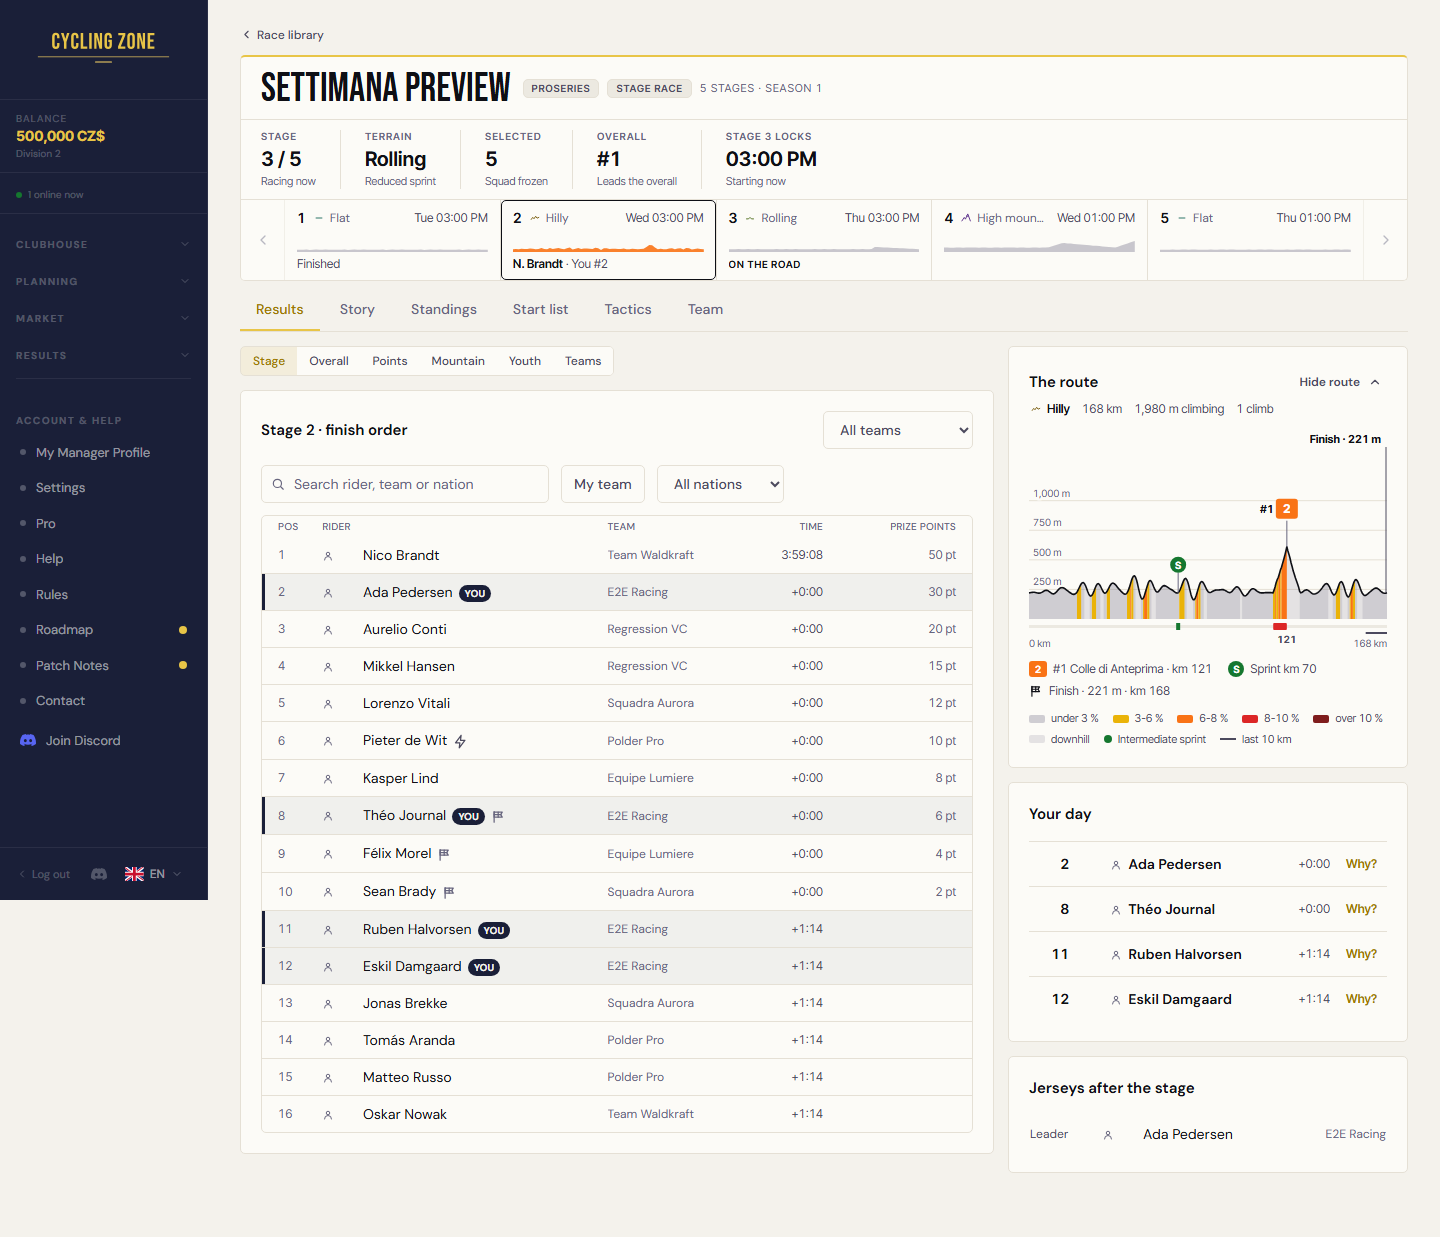 CYCLING ZONE
BALANCE
500,000 CZ$
Division 2
1 online now
CLUBHOUSE
PLANNING
MARKET
RESULTS
ACCOUNT & HELP
My Manager Profile
Settings
Pro
Help
Rules
Roadmap
Patch Notes
Contact
Join Discord
Log out EN
Race library
SETTIMANA PREVIEW PROSERIES STAGE RACE 5 STAGES · SEASON 1
STAGE TERRAIN SELECTED OVERALL STAGE 3 LOCKS
3 / 5 Rolling 5 #1 03:00 PM
Racing now Reduced sprint Squad frozen Leads the overall Starting now
1 Flat Tue 03:00 PM 2 Hilly Wed 03:00 PM 3 Rolling Thu 03:00 PM 4 High moun... Wed 01:00 PM 5 Flat Thu 01:00 PM
Finished N. Brandt · You #2 ON THE ROAD
Results Story Standings Start list Tactics Team
Stage Overall Points Mountain Youth Teams
Stage 2 · finish order All teams
Search rider, team or nation My team All nations
POS RIDER TEAM TIME PRIZE POINTS
1 Nico Brandt Team Waldkraft 3:59:08 50 pt
2 Ada Pedersen YOU E2E Racing +0:00 30 pt
3 Aurelio Conti Regression VC +0:00 20 pt
4 Mikkel Hansen Regression VC +0:00 15 pt
5 Lorenzo Vitali Squadra Aurora +0:00 12 pt
6 Pieter de Wit Polder Pro +0:00 10 pt
7 Kasper Lind Equipe Lumiere +0:00 8 pt
8 Théo Journal YOU E2E Racing +0:00 6 pt
9 Félix Morel Equipe Lumiere +0:00 4 pt
10 Sean Brady Squadra Aurora +0:00 2 pt
11 Ruben Halvorsen YOU E2E Racing +1:14
12 Eskil Damgaard YOU E2E Racing +1:14
13 Jonas Brekke Squadra Aurora +1:14
14 Tomás Aranda Polder Pro +1:14
15 Matteo Russo Polder Pro +1:14
16 Oskar Nowak Team Waldkraft +1:14
The route Hide route
Hilly 168 km 1,980 m climbing 1 climb
Finish · 221 m
1,000 m
#1 2
750 m
500 m
S
250 m
121
0 km 168 km
2 #1 Colle di Anteprima · km 121 S Sprint km 70
Finish · 221 m · km 168
under 3 % 3-6 % 6-8 % 8-10 % over 10 %
downhill Intermediate sprint last 10 km
Your day
2 Ada Pedersen +0:00 Why?
8 Théo Journal +0:00 Why?
11 Ruben Halvorsen +1:14 Why?
12 Eskil Damgaard +1:14 Why?
Jerseys after the stage
Leader Ada Pedersen E2E Racing